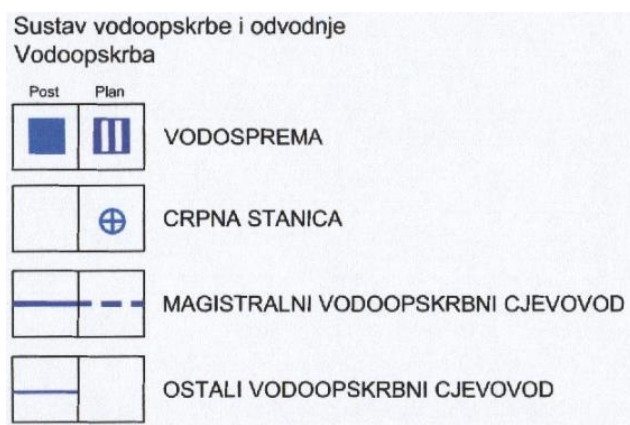 Sustav vodoopskrbe i odvodnje
Vodoopskrba
Post Plan
VODOSPREMA
CRPNA STANICA
MAGISTRALNI VODOOPSKRBNI CJEVOVOD
OSTALI VODOOPSKRBNI CJEVOVOD